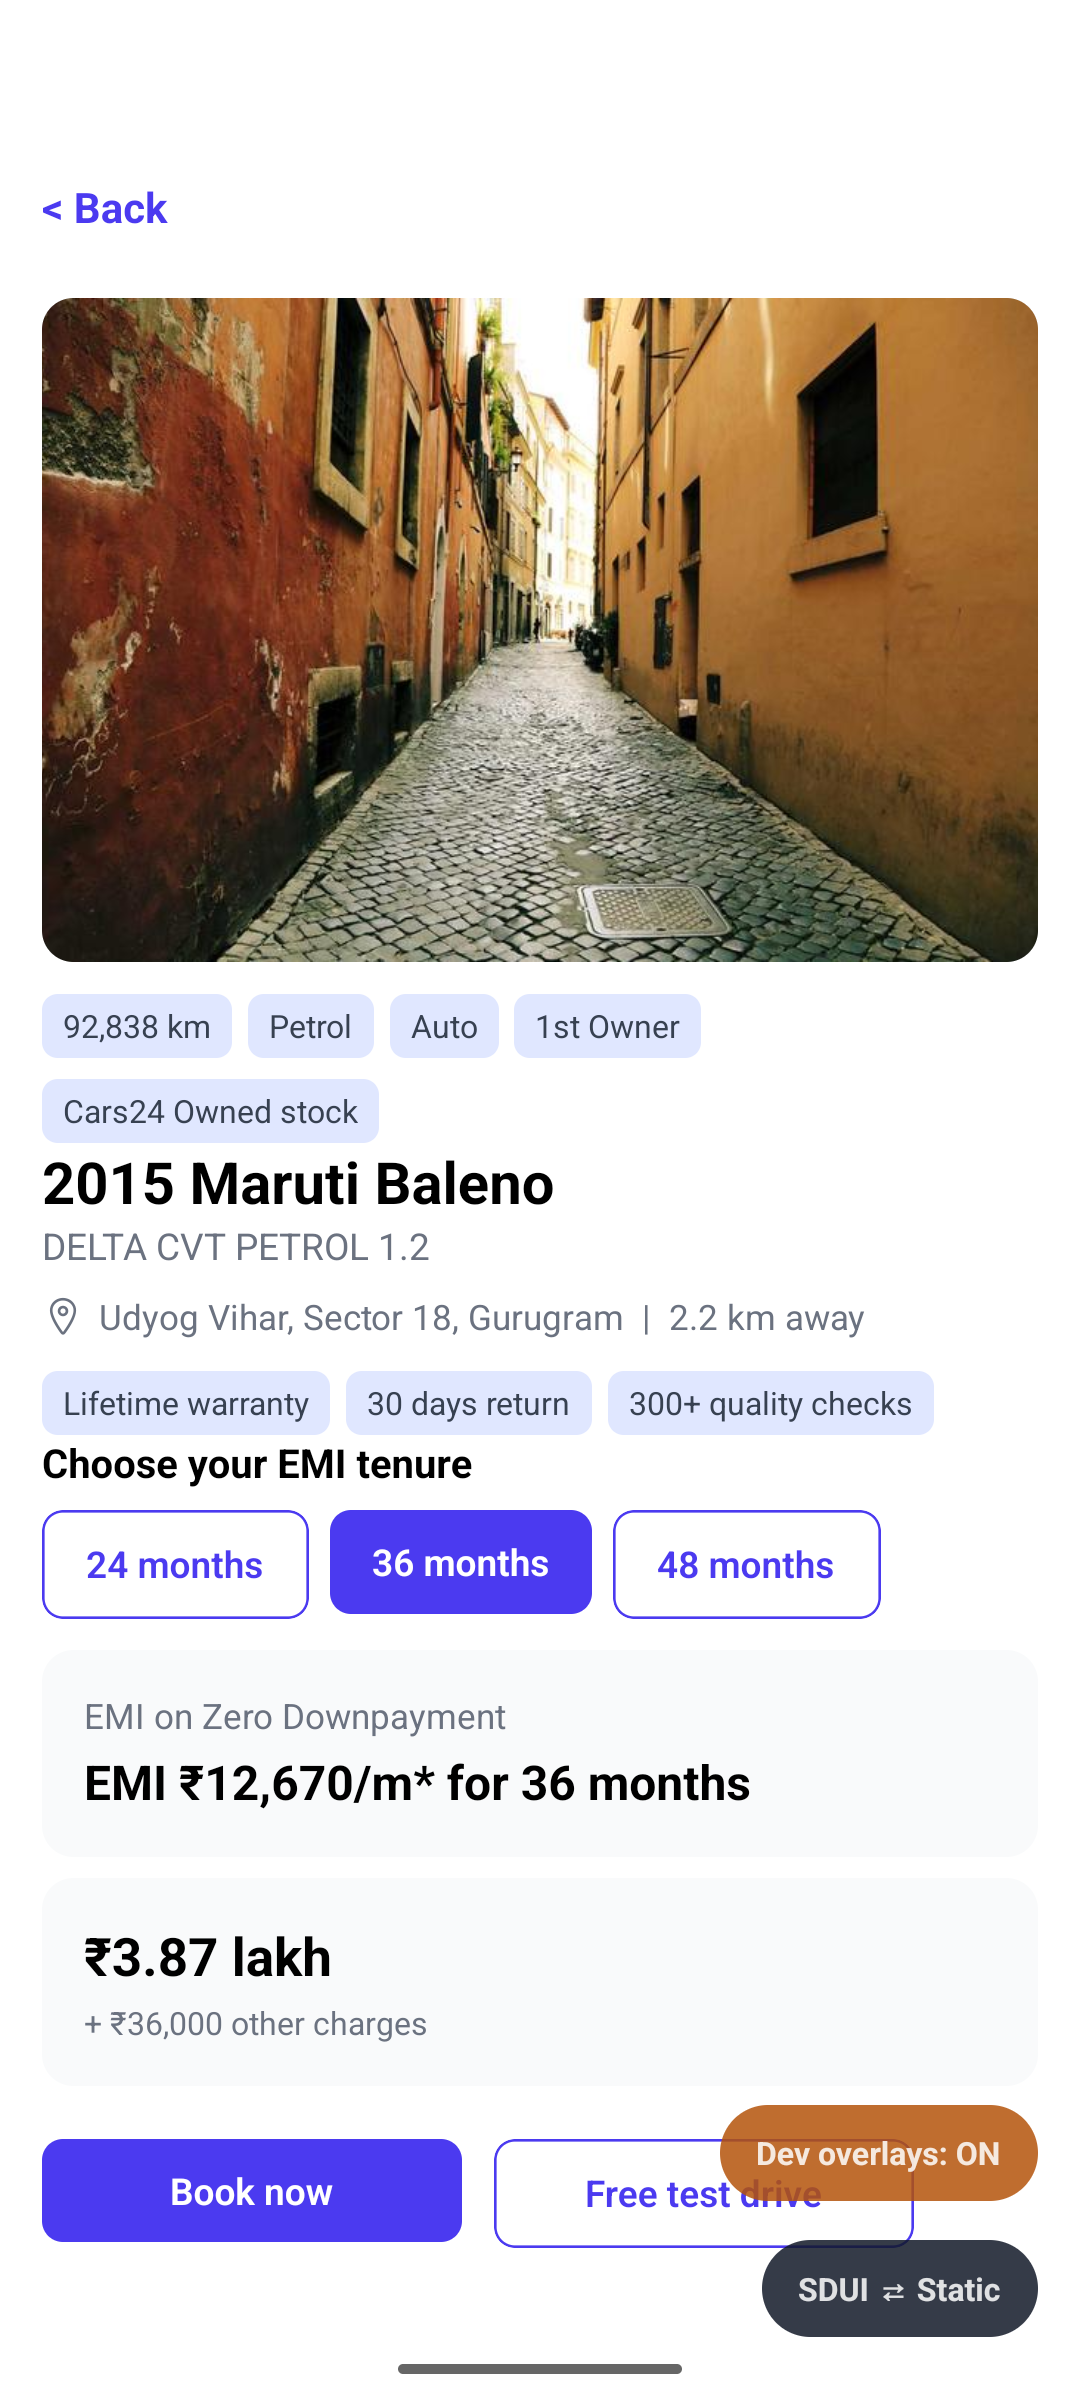 < Back
92,838 km
Petrol
Auto
1st Owner
Cars24 Owned stock
2015 Maruti Baleno
DELTA CVT PETROL 1.2
Udyog Vihar, Sector 18, Gurugram | 2.2 km away
Lifetime warranty
30 days return
300+ quality checks
Choose your EMI tenure
24 months
36 months
48 months
EMI on Zero Downpayment
EMI ₹12,670/m* for 36 months
₹3.87 lakh
+ ₹36,000 other charges
Dev overlays: ON
Book now
Free test drive
SDUI ⇄ Static